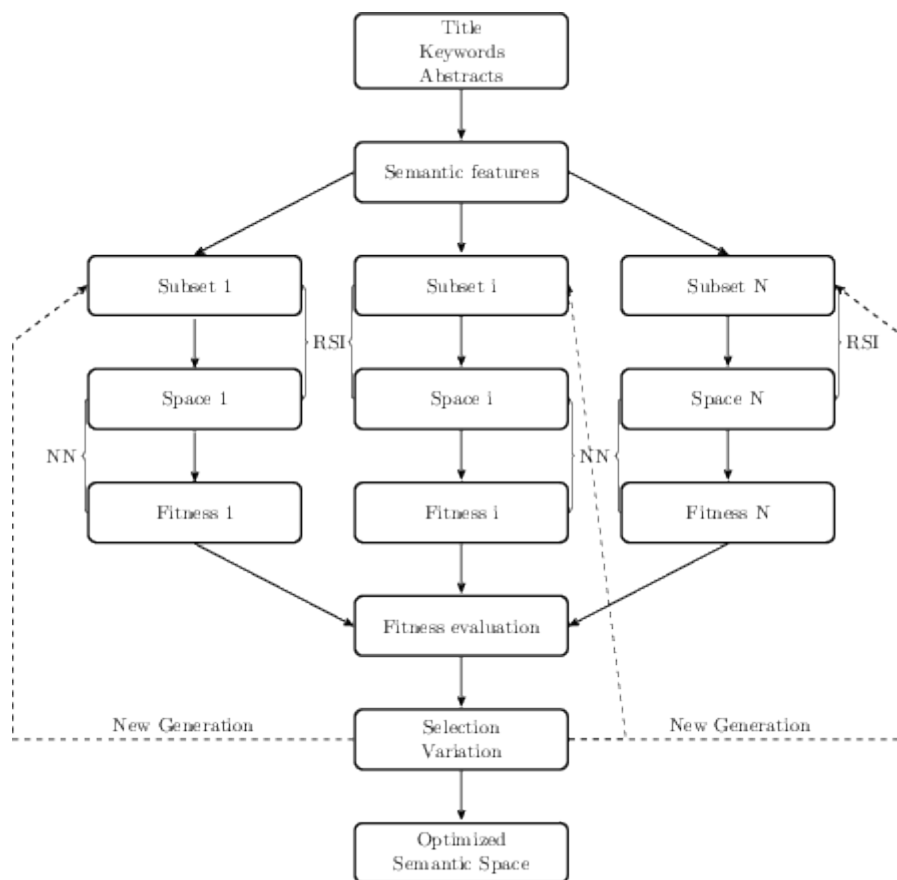 Title
Keywords
Abstracts
Semantic features
Subset 1
Subset i
Subset N
RSI
RSI
Space 1
Space i
Space N
NN
NN
Fitness 1
Fitness i
Fitness N
Fitness evaluation
New Generation
Selection
Variation
New Generation
Optimized
Semantic Space